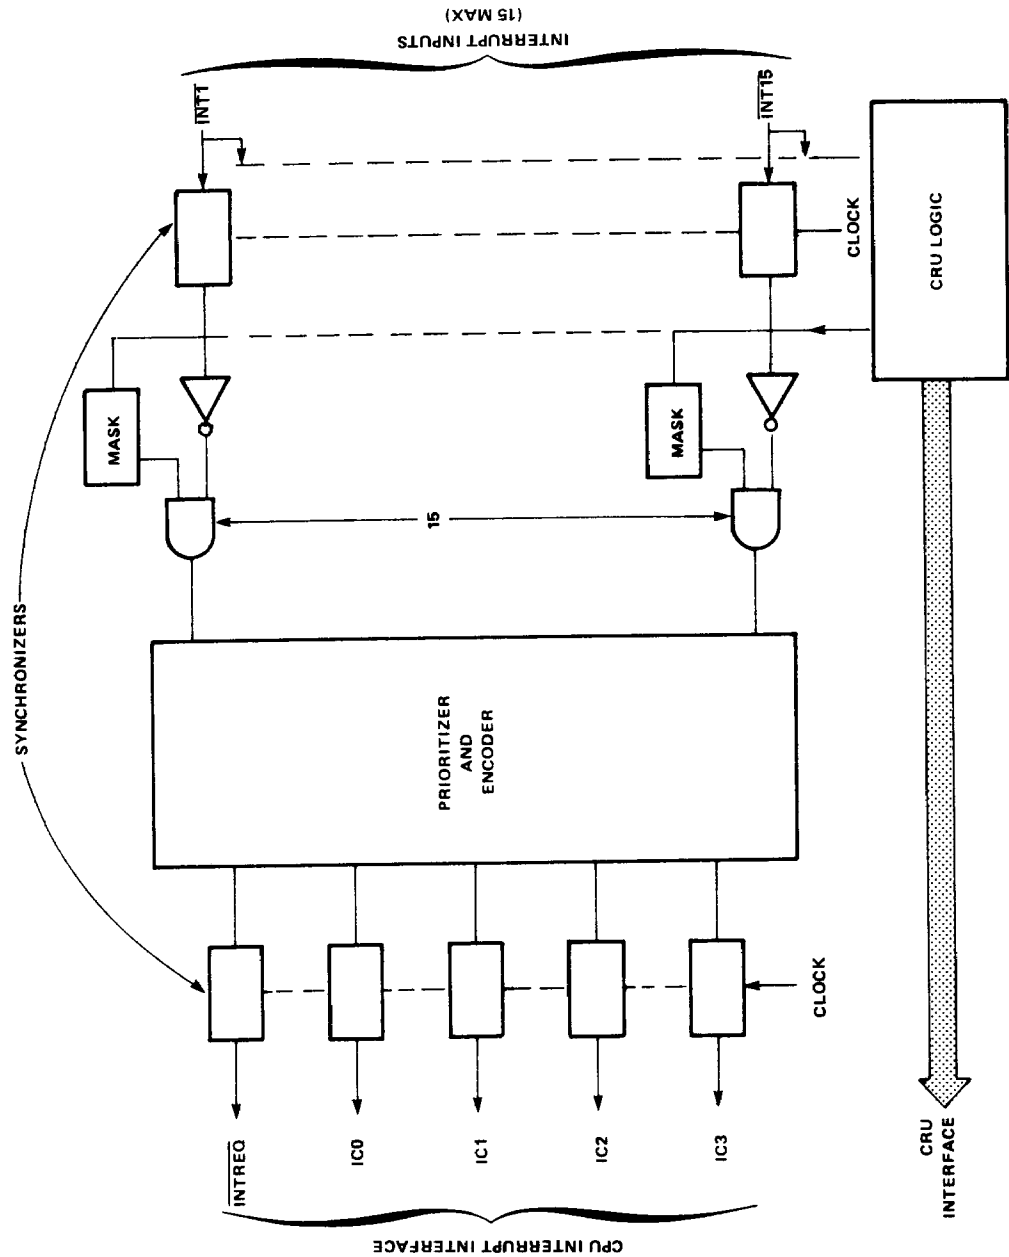 INTERRUPT INPUTS
(15 MAX)
INT1
INT15
CLOCK
CRU LOGIC
MASK
MASK
15
SYNCHRONIZERS
PRIORITIZER
AND
ENCODER
CLOCK
INTREQ
IC0
IC1
IC2
IC3
CRU
INTERFACE
CPU INTERRUPT INTERFACE